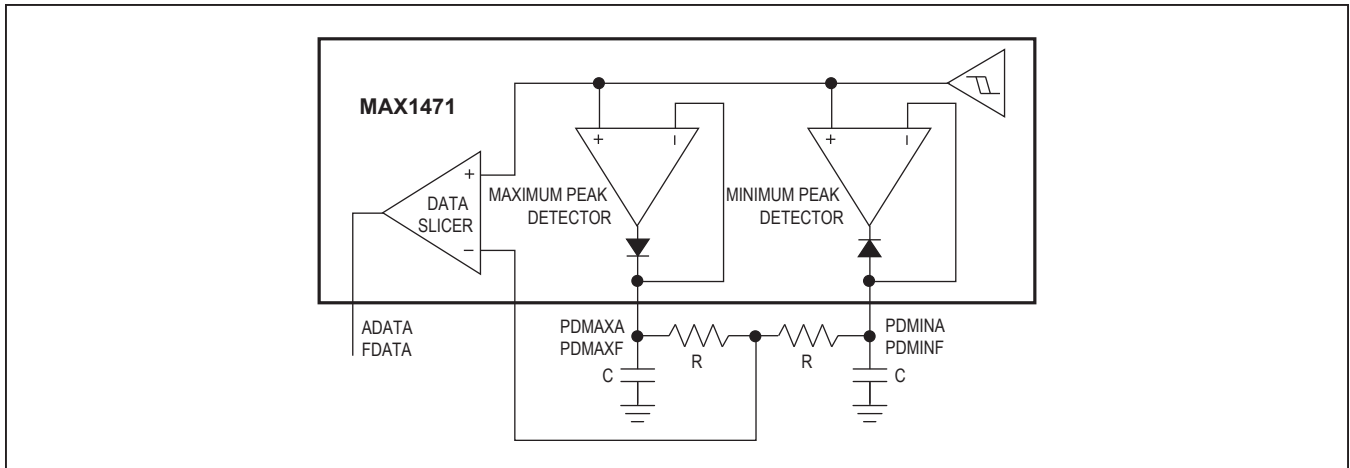 MAX1471
+
−
+
−
+
−
DATA
SLICER
MAXIMUM PEAK
DETECTOR
MINIMUM PEAK
DETECTOR
ADATA
FDATA
PDMAXA
PDMAXF
R
R
PDMINA
PDMINF
C
C